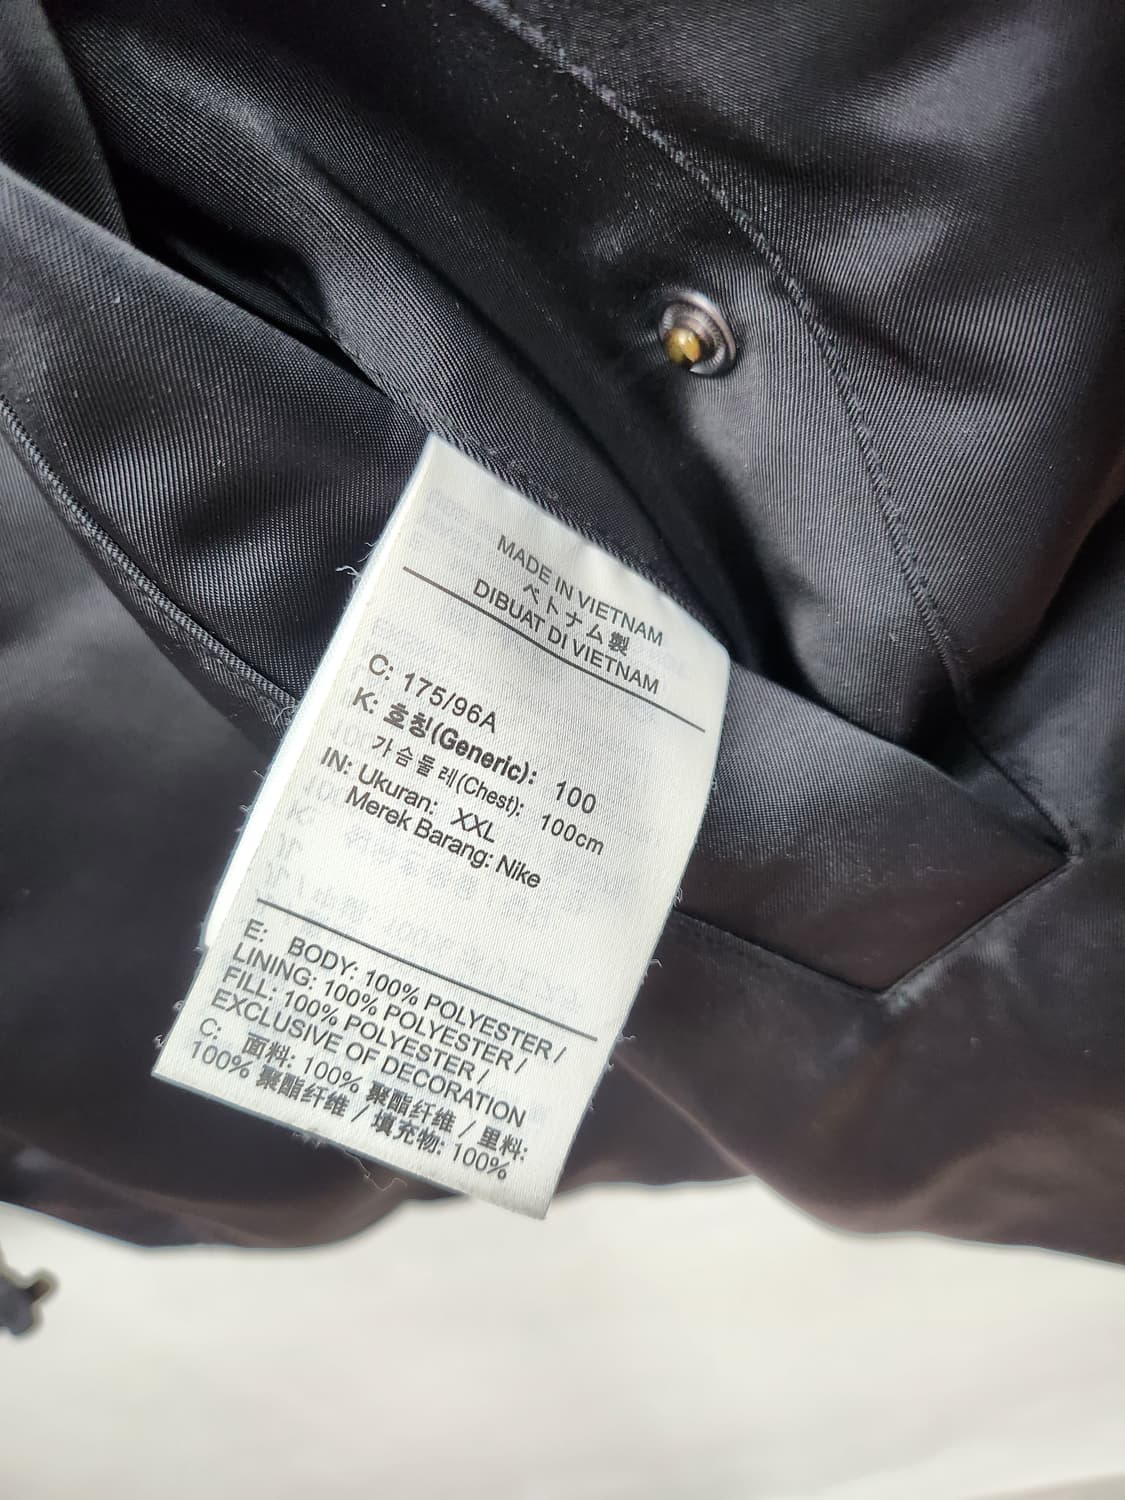 MADE IN VIETNAM
ベトナム製
DIBUAT DI VIETNAM
C: 175/96A
K: 호칭(Generic): 100
가슴둘레(Chest): 100cm
IN: Ukuran: XXL
Merek Barang: Nike
E: BODY: 100% POLYESTER /
LINING: 100% POLYESTER /
FILL: 100% POLYESTER /
EXCLUSIVE OF DECORATION
C: 面料: 100% 聚酯纤维 / 里料:
100% 聚酯纤维 / 填充物: 100%